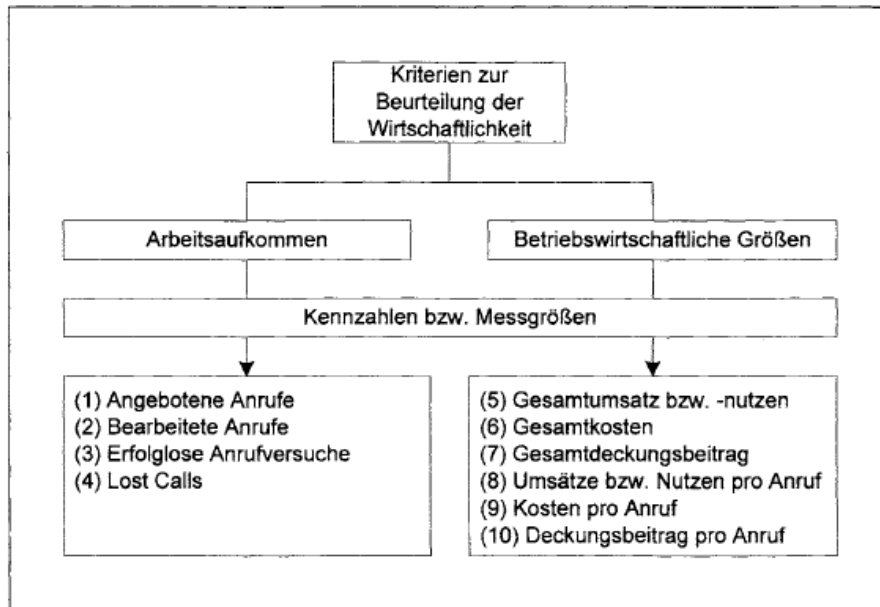 Kriterien zur
Beurteilung der
Wirtschaftlichkeit
Arbeitsaufkommen
Betriebswirtschaftliche Größen
Kennzahlen bzw. Messgrößen
(1) Angebotene Anrufe
(2) Bearbeitete Anrufe
(3) Erfolglose Anrufversuche
(4) Lost Calls
(5) Gesamtumsatz bzw. -nutzen
(6) Gesamtkosten
(7) Gesamtdeckungsbeitrag
(8) Umsätze bzw. Nutzen pro Anruf
(9) Kosten pro Anruf
(10) Deckungsbeitrag pro Anruf